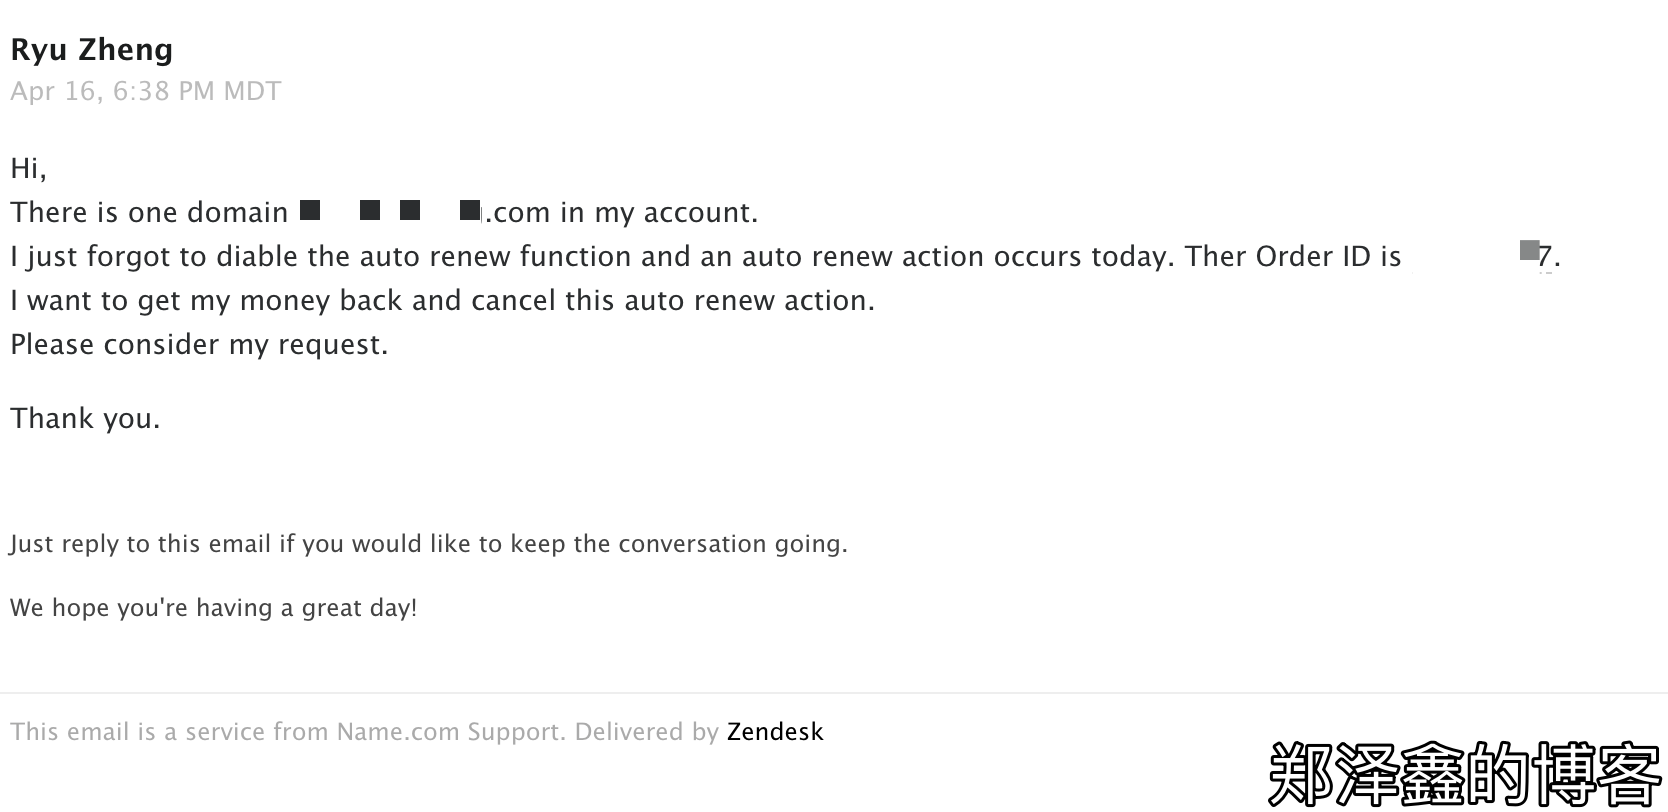 Ryu Zheng
Apr 16, 6:38 PM MDT
Hi,
There is one domain .com in my account.
I just forgot to diable the auto renew function and an auto renew action occurs today. Ther Order ID is 7.
I want to get my money back and cancel this auto renew action.
Please consider my request.
Thank you.
Just reply to this email if you would like to keep the conversation going.
We hope you're having a great day!
This email is a service from Name.com Support. Delivered by Zendesk
郑泽鑫的博客